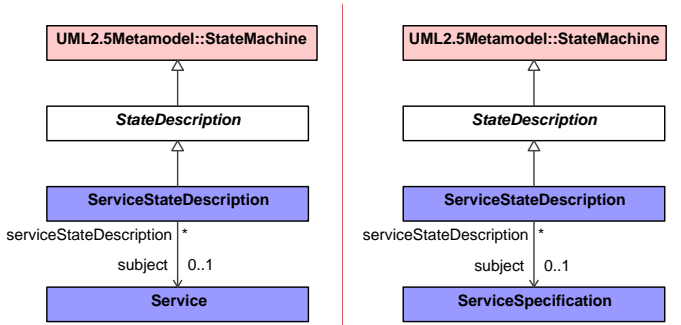 UML2.5Metamodel::StateMachine
StateDescription
ServiceStateDescription
serviceStateDescription *
subject 0..1
Service
UML2.5Metamodel::StateMachine
StateDescription
ServiceStateDescription
serviceStateDescription *
subject 0..1
ServiceSpecification